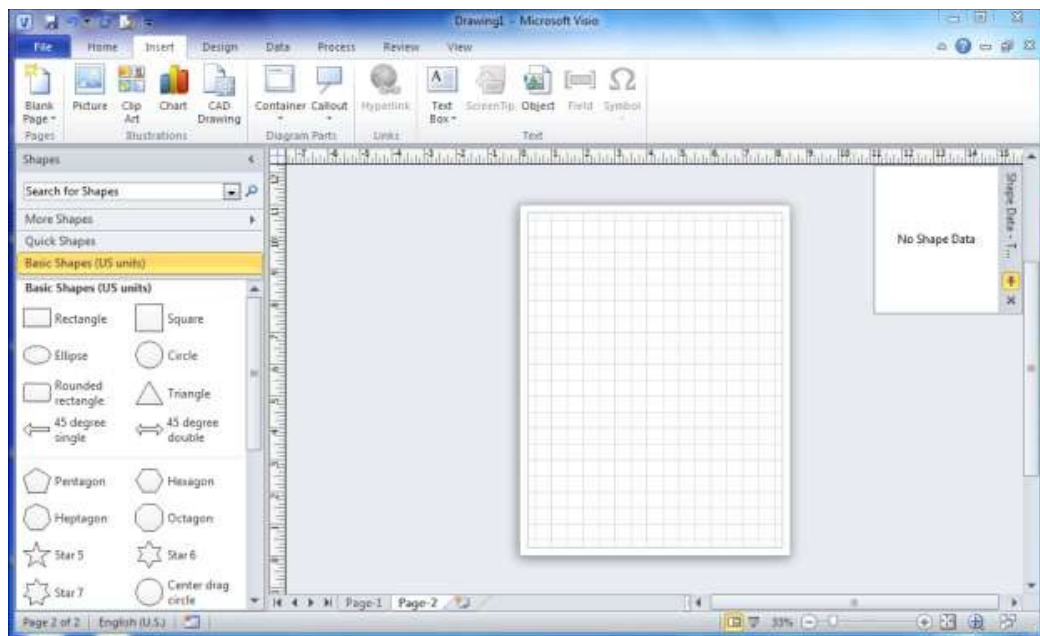 Drawing1 - Microsoft Visio
File Home Insert Design Data Process Review View
Blank Page Picture Clip Art Chart CAD Drawing Container Callout Hyperlink Text Box ScreenTip Object Field Symbol
Pages Illustrations Diagram Parts Links Text
Shapes
Search for Shapes
More Shapes
Quick Shapes
Basic Shapes (US units)
Basic Shapes (US units)
Rectangle Square
Ellipse Circle
Rounded rectangle Triangle
45 degree single 45 degree double
Pentagon Hexagon
Heptagon Octagon
Star 5 Star 6
Star 7 Center drag circle
No Shape Data
Shape Data - T...
Page-1 Page-2
Page 2 of 2 English (U.S.) 33%